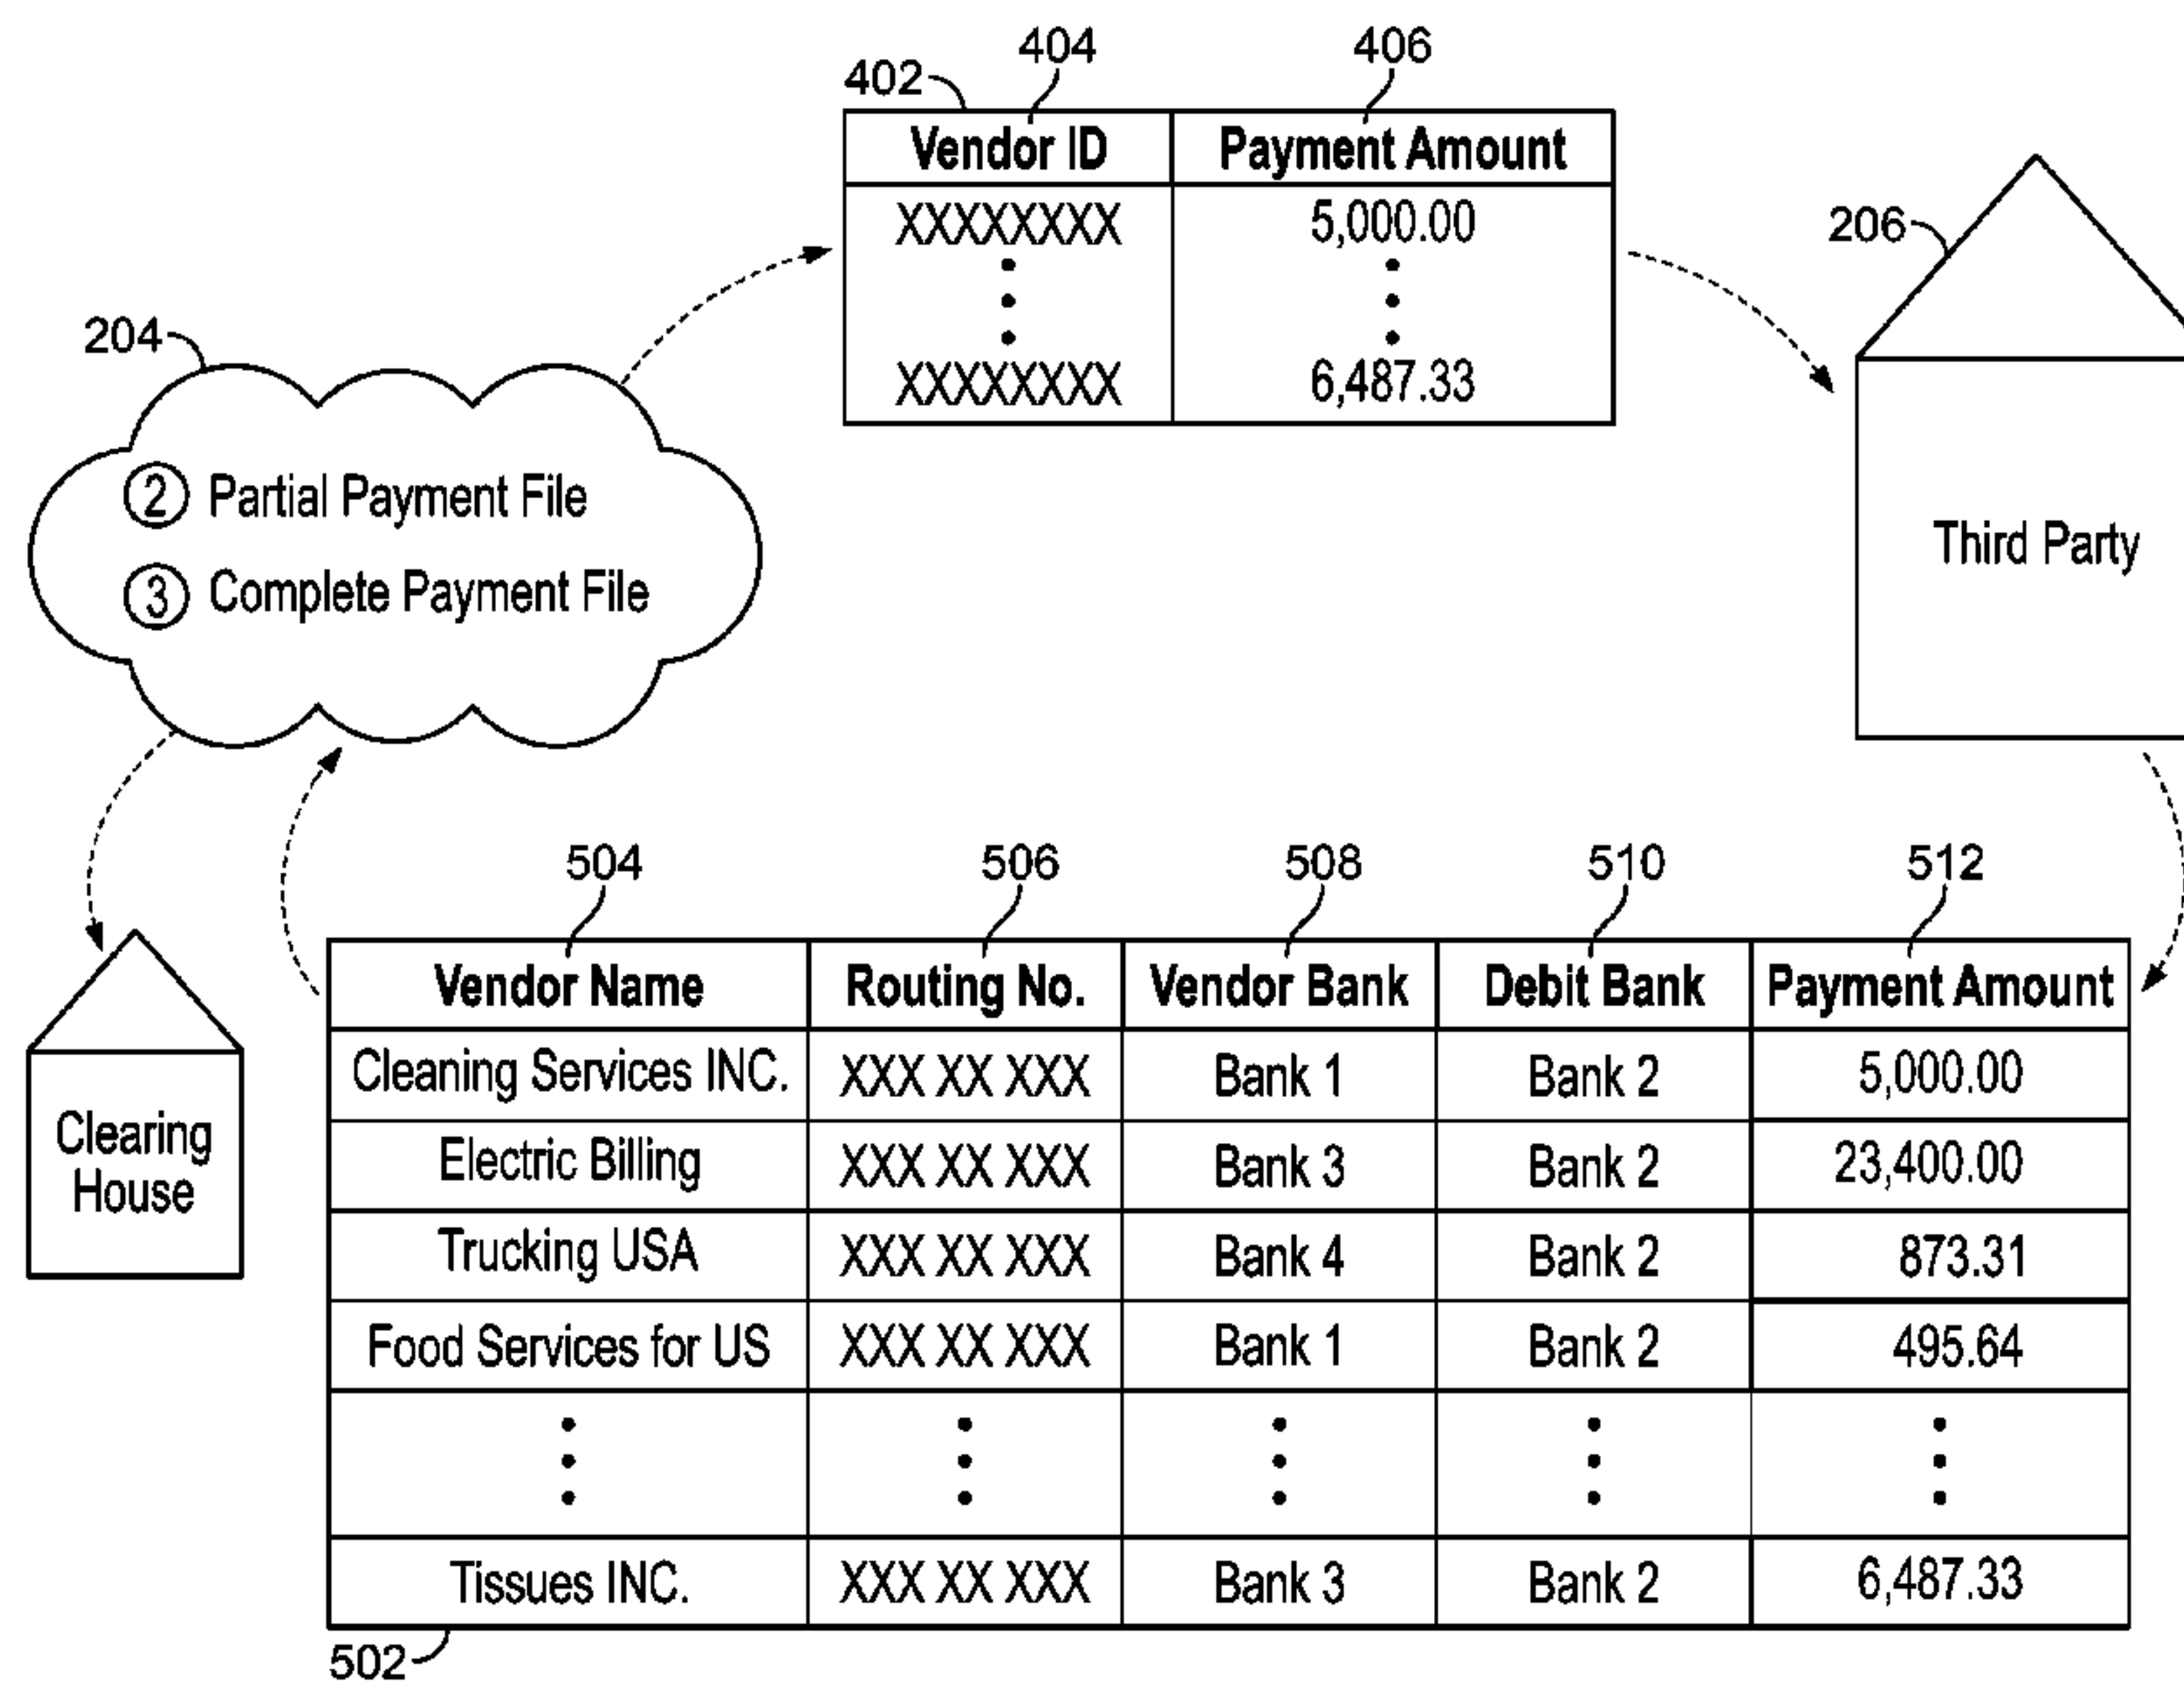 404
406
402
Vendor ID Payment Amount
XXXXXXXX 5,000.00
XXXXXXXX 6,487.33
206
204
② Partial Payment File
③ Complete Payment File
Third Party
504 506 508 510 512
Vendor Name Routing No. Vendor Bank Debit Bank Payment Amount
Cleaning Services INC. XXX XX XXX Bank 1 Bank 2 5,000.00
Electric Billing XXX XX XXX Bank 3 Bank 2 23,400.00
Trucking USA XXX XX XXX Bank 4 Bank 2 873.31
Food Services for US XXX XX XXX Bank 1 Bank 2 495.64
Tissues INC. XXX XX XXX Bank 3 Bank 2 6,487.33
502
Clearing
House